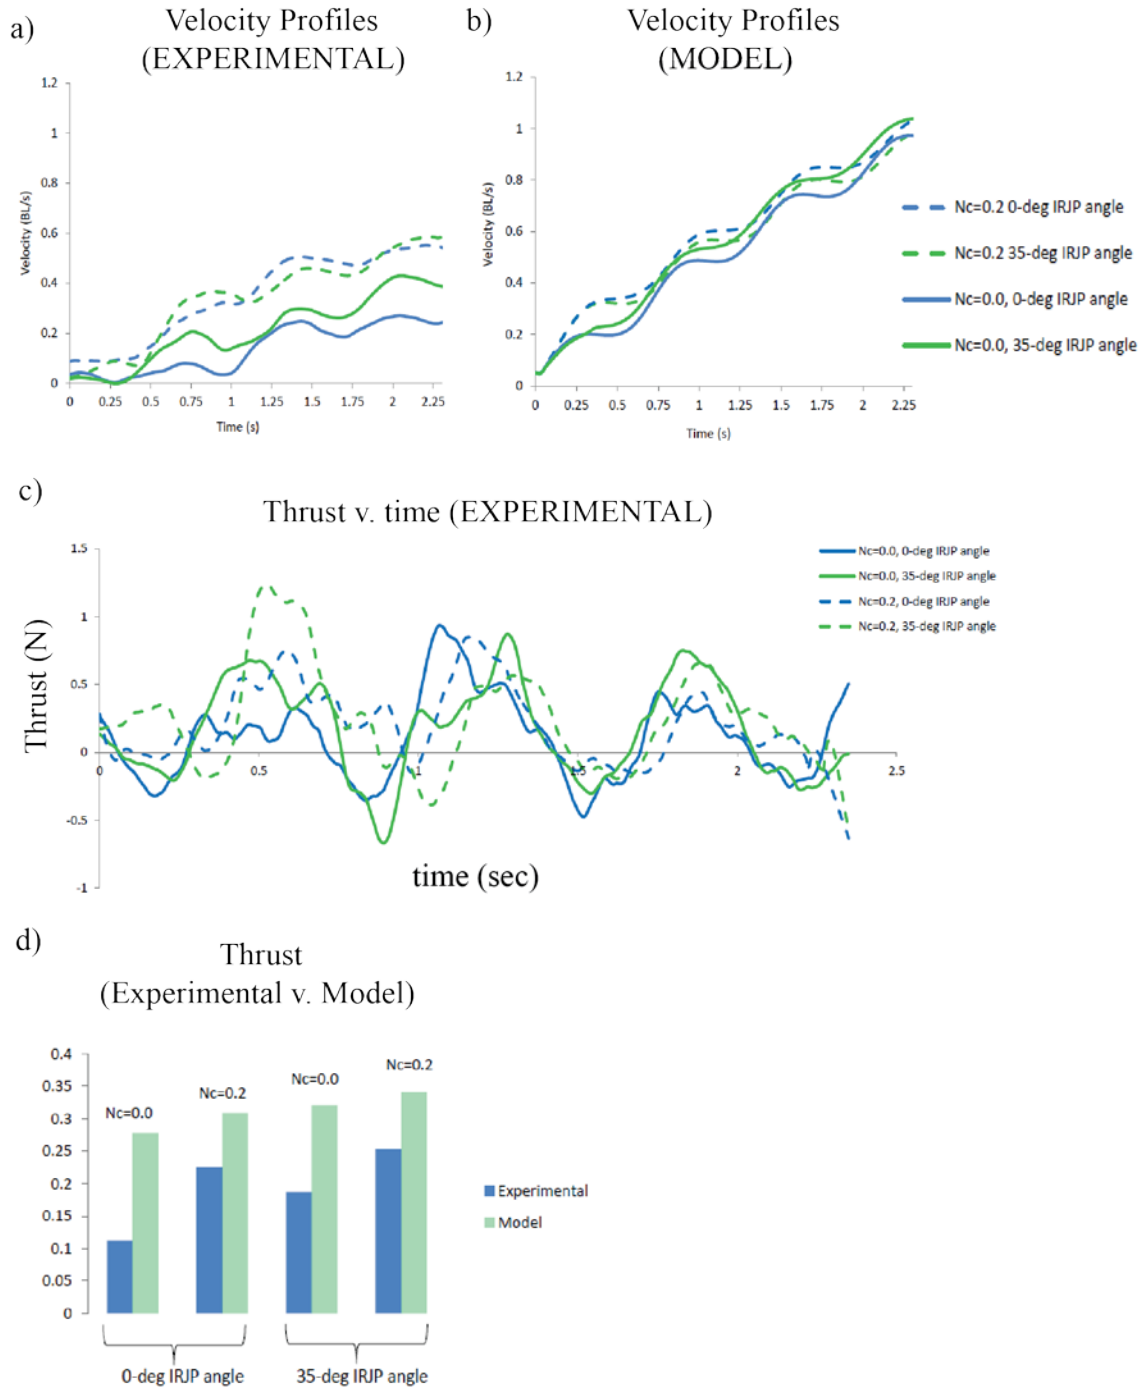 a)
Velocity Profiles
(EXPERIMENTAL)
1.2
1
0.8
0.6
0.4
0.2
0
Velocity (BL/s)
0 0.25 0.5 0.75 1 1.25 1.5 1.75 2 2.25
Time (s)
b)
Velocity Profiles
(MODEL)
1.2
1
0.8
0.6
0.4
0.2
0
Velocity (BL/s)
0 0.25 0.5 0.75 1 1.25 1.5 1.75 2 2.25
Time (s)
Nc=0.2 0-deg IRJP angle
Nc=0.2 35-deg IRJP angle
Nc=0.0, 0-deg IRJP angle
Nc=0.0, 35-deg IRJP angle
c)
Thrust v. time (EXPERIMENTAL)
1.5
1
0.5
0
-0.5
-1
Thrust (N)
0 0.5 1 1.5 2 2.5
time (sec)
Nc=0.0, 0-deg IRJP angle
Nc=0.0, 35-deg IRJP angle
Nc=0.2, 0-deg IRJP angle
Nc=0.2, 35-deg IRJP angle
d)
Thrust
(Experimental v. Model)
0.4
0.35
0.3
0.25
0.2
0.15
0.1
0.05
0
Nc=0.0
Nc=0.2
Nc=0.0
Nc=0.2
Experimental
Model
0-deg IRJP angle
35-deg IRJP angle